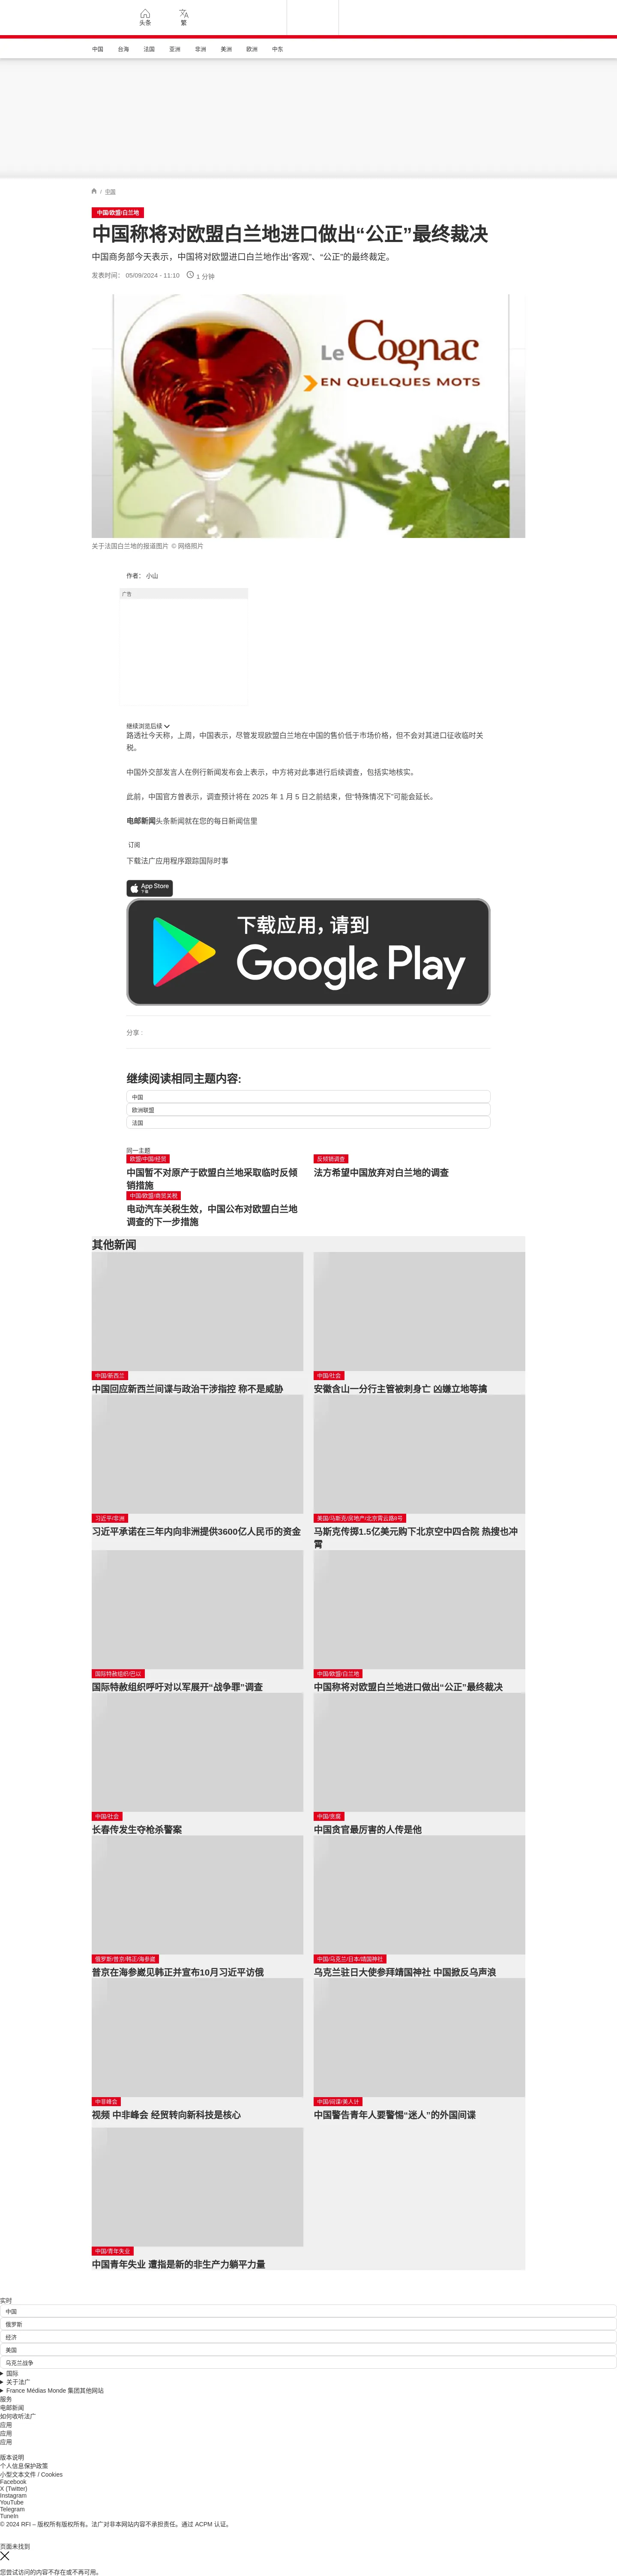 头条
繁
中国
台海
法国
亚洲
非洲
美洲
欧洲
中东
/ 中国
中国/欧盟/白兰地
中国称将对欧盟白兰地进口做出“公正”最终裁决
中国商务部今天表示，中国将对欧盟进口白兰地作出“客观”、“公正”的最终裁定。
发表时间： 05/09/2024 - 11:10
1 分钟
Le Cognac
EN QUELQUES MOTS
关于法国白兰地的报道图片 © 网络照片
作者： 小山
广告
继续浏览后续
路透社今天称，上周，中国表示，尽管发现欧盟白兰地在中国的售价低于市场价格，但不会对其进口征收临时关
税。
中国外交部发言人在例行新闻发布会上表示，中方将对此事进行后续调查，包括实地核实。
此前，中国官方曾表示，调查预计将在 2025 年 1 月 5 日之前结束，但“特殊情况下”可能会延长。
电邮新闻头条新闻就在您的每日新闻信里
订阅
下载法广应用程序跟踪国际时事
App Store
下载
下载应用，请到
Google Play
分享 :
继续阅读相同主题内容:
中国
欧洲联盟
法国
同一主题
欧盟/中国/经贸
中国暂不对原产于欧盟白兰地采取临时反倾
销措施
反倾销调查
法方希望中国放弃对白兰地的调查
中国/欧盟/商贸关税
电动汽车关税生效，中国公布对欧盟白兰地
调查的下一步措施
其他新闻
中国/新西兰
中国回应新西兰间谍与政治干涉指控 称不是威胁
中国/社会
安徽含山一分行主管被刺身亡 凶嫌立地等擒
习近平/非洲
习近平承诺在三年内向非洲提供3600亿人民币的资金
美国/马斯克/房地产/北京霄云路8号
马斯克传掷1.5亿美元购下北京空中四合院 热搜也冲
霄
国际特赦组织/巴以
国际特赦组织呼吁对以军展开“战争罪”调查
中国/欧盟/白兰地
中国称将对欧盟白兰地进口做出“公正”最终裁决
中国/社会
长春传发生夺枪杀警案
中国/贪腐
中国贪官最厉害的人传是他
俄罗斯/普京/韩正/海参崴
普京在海参崴见韩正并宣布10月习近平访俄
中国/乌克兰/日本/靖国神社
乌克兰驻日大使参拜靖国神社 中国掀反乌声浪
中非峰会
视频 中非峰会 经贸转向新科技是核心
中国/间谍/美人计
中国警告青年人要警惕“迷人”的外国间谍
中国/青年失业
中国青年失业 遭指是新的非生产力躺平力量
实时
中国
俄罗斯
经济
美国
乌克兰战争
国际
关于法广
France Médias Monde 集团其他网站
服务
电邮新闻
如何收听法广
应用
应用
应用
版本说明
个人信息保护政策
小型文本文件 / Cookies
Facebook
X (Twitter)
Instagram
YouTube
Telegram
TuneIn
© 2024 RFI – 版权所有版权所有。法广对非本网站内容不承担责任。通过 ACPM 认证。
页面未找到
您尝试访问的内容不存在或不再可用。